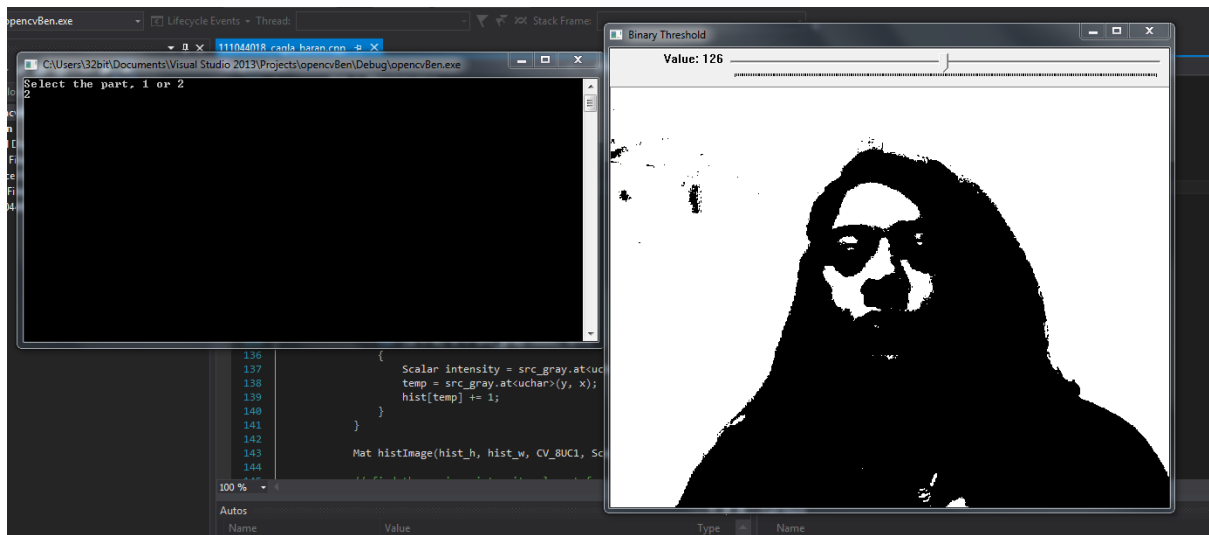 opencvBen.exe
Lifecycle Events
Thread:
Stack Frame:
111044018_cagla_baran.cpp
C:\Users\32bit\Documents\Visual Studio 2013\Projects\opencvBen\Debug\opencvBen.exe
Select the part, 1 or 2
2
Binary Threshold
Value: 126
136 {
137 Scalar intensity = src_gray.at<uc
138 temp = src_gray.at<uchar>(y, x);
139 hist[temp] += 1;
140 }
141 }
142
143 Mat histImage(hist_h, hist_w, CV_8UC1, Sc
144
100 %
Autos
Name Value Type Name